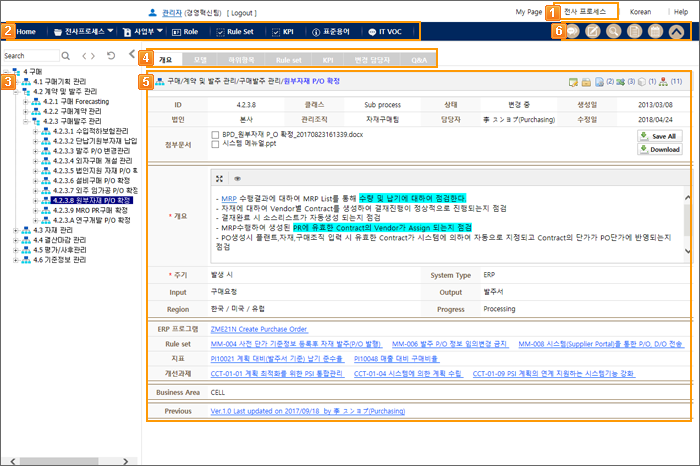 관리자 (경영혁신팀) [ Logout ]
My Page
1
전사 프로세스
Korean
Help
2
Home
전사프로세스
사업부
Role
Rule Set
KPI
표준용어
IT VOC
6
Search
3
4 구매
4.1 구매기획 관리
4.2 계약 및 발주 관리
4.2.1 구매 Forecasting
4.2.2 구매계약 관리
4.2.3 구매발주 관리
4.2.3.1 수입적하보험관리
4.2.3.2 단납기원부자재 납입
4.2.3.3 발주 P/O 변경관리
4.2.3.4 외자구매 개설 관리
4.2.3.5 법인지원 자재 P/O 확
4.2.3.6 설비구매 P/O 확정
4.2.3.7 외주 임가공 P/O 확정
4.2.3.8 원부자재 P/O 확정
4.2.3.9 MRO PR구매 확정
4.2.3.A 연구개발 P/O 확정
4.3 자재 관리
4.4 결산마감 관리
4.5 평가/사후관리
4.6 기준정보 관리
4
개요
모델
하위항목
Rule set
KPI
변경 담당자
Q&A
5
구매/계약 및 발주 관리/구매발주 관리/원부자재 P/O 확정
(2)
(3)
(1)
(11)
ID
4.2.3.8
클래스
Sub process
상태
변경 중
생성일
2013/03/08
법인
본사
관리조직
자재구매팀
담당자
李 スンヨプ(Purchasing)
수정일
2018/04/24
첨부문서
BPD_원부자재 P_O 확정_20170823161339.docx
시스템 메뉴얼.ppt
Save All
Download
* 개요
- MRP 수행결과에 대하여 MRP List를 통해 수량 및 납기에 대하여 점검한다.
- 자재에 대하여 Vendor별 Contract를 생성하여 결재진행이 정상적으로 진행되는지 점검
- 결재완료 시 소스리스트가 자동생성 되는지 점검
- MRP수행하여 생성된 PR에 유효한 Contract의 Vendor가 Assign 되는지 점검
- PO생성시 플랜트,자재,구매조직 입력 시 유효한 Contract가 시스템에 의하여 자동으로 지정되고 Contract의 단가가 PO단가에 반영되는지 점검
* 주기
발생 시
System Type
ERP
Input
구매요청
Output
발주서
Region
한국 / 미국 / 유럽
Progress
Processing
ERP 프로그램
ZME21N Create Purchase Order
Rule set
MM-004 사전 단가 기준정보 등록후 자재 발주(P/O 발행)
MM-006 발주 P/O 정보 임의변경 금지
MM-008 시스템(Supplier Portal)을 통한 P/O, D/O 전송
지표
PI10021 계획 대비(발주서 기준) 납기 준수율
PI10048 매출 대비 구매비율
개선과제
CCT-01-01 계획 최적화를 위한 PSI 통합관리
CCT-01-04 시스템에 의한 계획 수립
CCT-01-09 PSI 계획의 연계 지원하는 시스템기능 강화
Business Area
CELL
Previous
Ver.1.0 Last updated on 2017/09/18 by 李 スンヨプ(Purchasing)